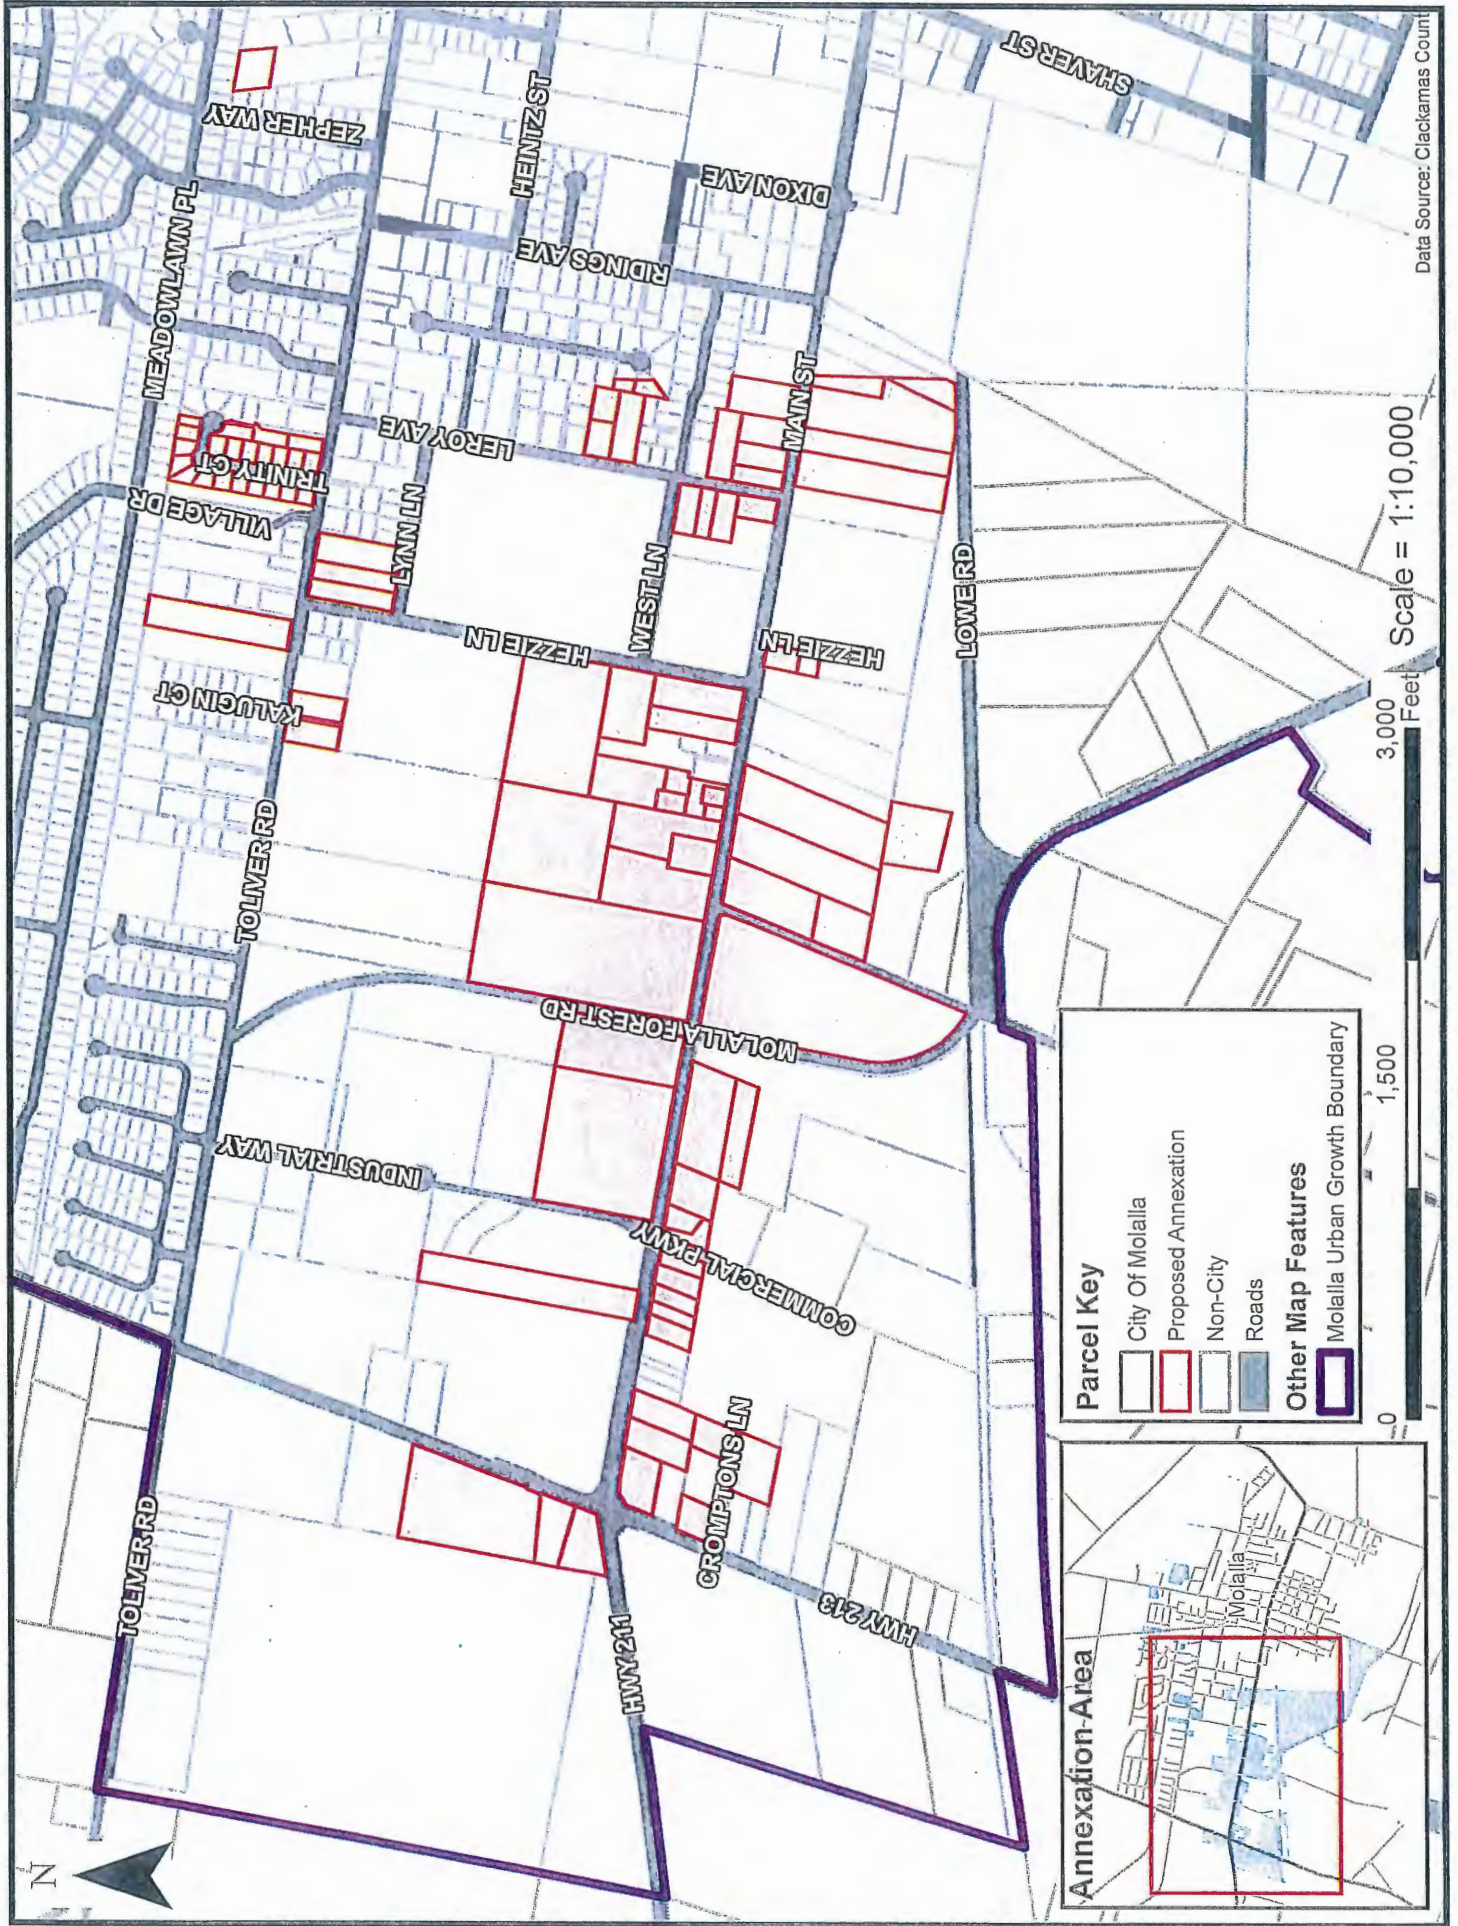 N
TOLIVER RD
TOLIVER RD
MEADOWLAWN PL
ZEPHER WAY
VILLAGE DR
TRINITY CT
KALUGIN CT
LYNN LN
LEROY AVE
HEINTZ ST
RIDINGS AVE
DIXON AVE
SHAVER ST
HEZZIE LN
WEST LN
MAIN ST
HEZZIE LN
LOWE RD
INDUSTRIAL WAY
MOLALLA FOREST RD
COMMERCIAL PKWY
CROMPTONS LN
HWY 211
HWY 213
Annexation Area
Molalla
Parcel Key
City Of Molalla
Proposed Annexation
Non-City
Roads
Other Map Features
Molalla Urban Growth Boundary
0
1,500
3,000
Feet
Scale = 1:10,000
Data Source: Clackamas Count